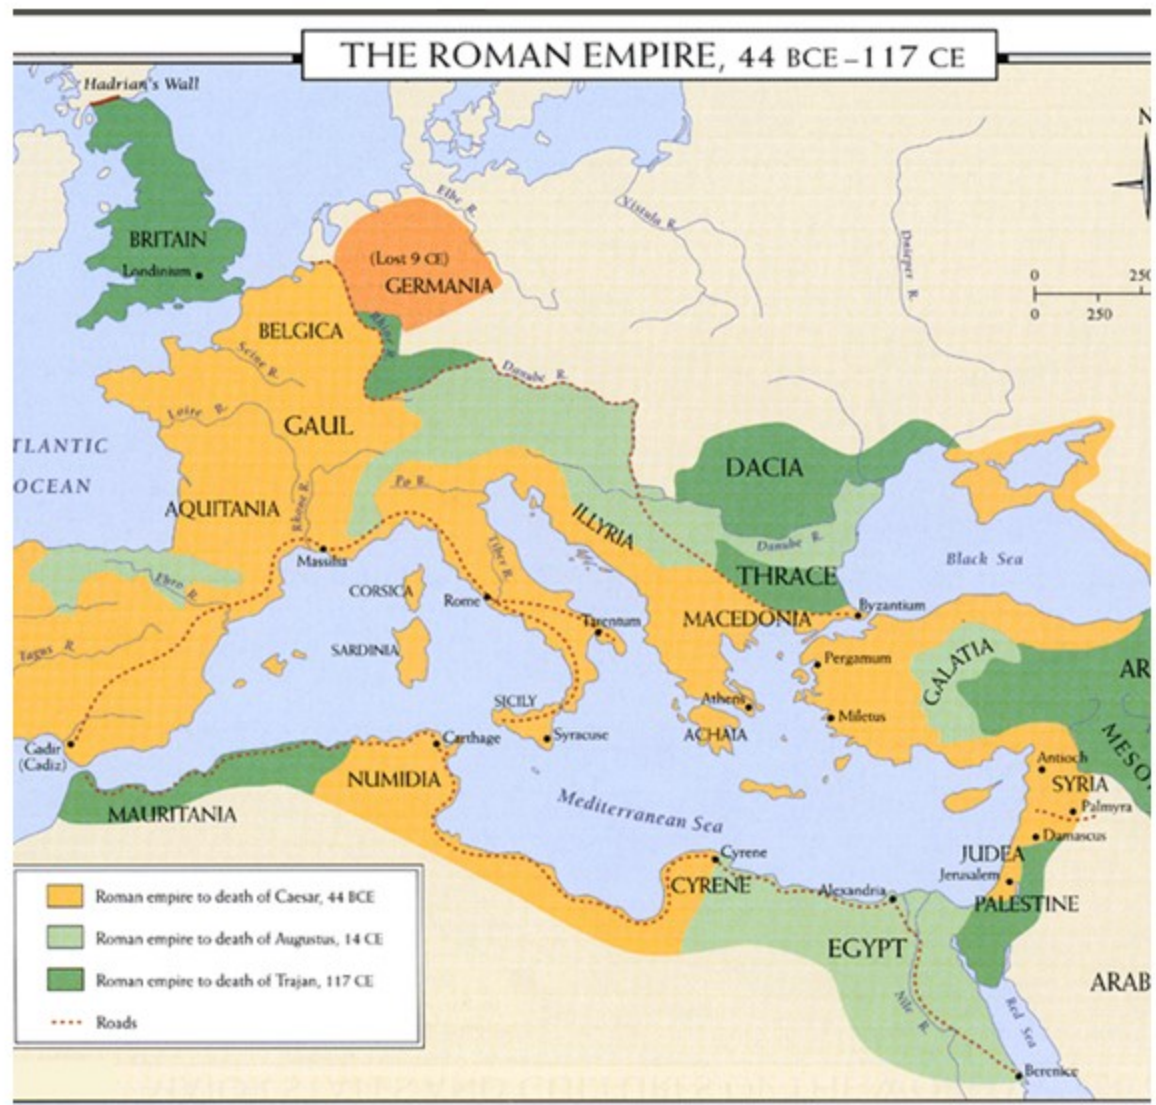 THE ROMAN EMPIRE, 44 BCE–117 CE
Hadrian's Wall
N
Elbe R.
Vistula R.
Dnieper R.
BRITAIN
Londinium
(Lost 9 CE)
GERMANIA
0 250
0 250
BELGICA
Rhine R.
Seine R.
Danube R.
Loire R.
GAUL
TLANTIC
OCEAN
DACIA
AQUITANIA
Rhone R.
Po R.
ILLYRIA
Danube R.
Black Sea
Massilia
Tiber R.
Ebro R.
THRACE
CORSICA
Rome
Byzantium
MACEDONIA
Tarentum
Tagus R.
SARDINIA
Pergamum
GALATIA
AR
SICILY
Athens
Miletus
Gadir
(Cadiz)
Carthage
Syracuse
ACHAIA
MESO
Antioch
NUMIDIA
SYRIA
Mediterranean Sea
Palmyra
MAURITANIA
Damascus
JUDEA
Cyrene
Jerusalem
CYRENE
Alexandria
PALESTINE
Roman empire to death of Caesar, 44 BCE
Roman empire to death of Augustus, 14 CE
EGYPT
Roman empire to death of Trajan, 117 CE
ARAB
Nile R.
Red Sea
Roads
Berenice